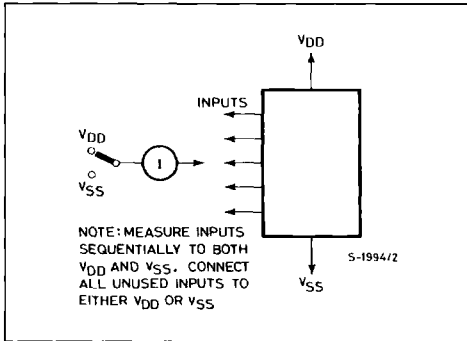 VDD
INPUTS
VDD
I
VSS
NOTE: MEASURE INPUTS
SEQUENTIALLY TO BOTH
VDD AND VSS. CONNECT
ALL UNUSED INPUTS TO
EITHER VDD OR VSS
S-1994/2
VSS